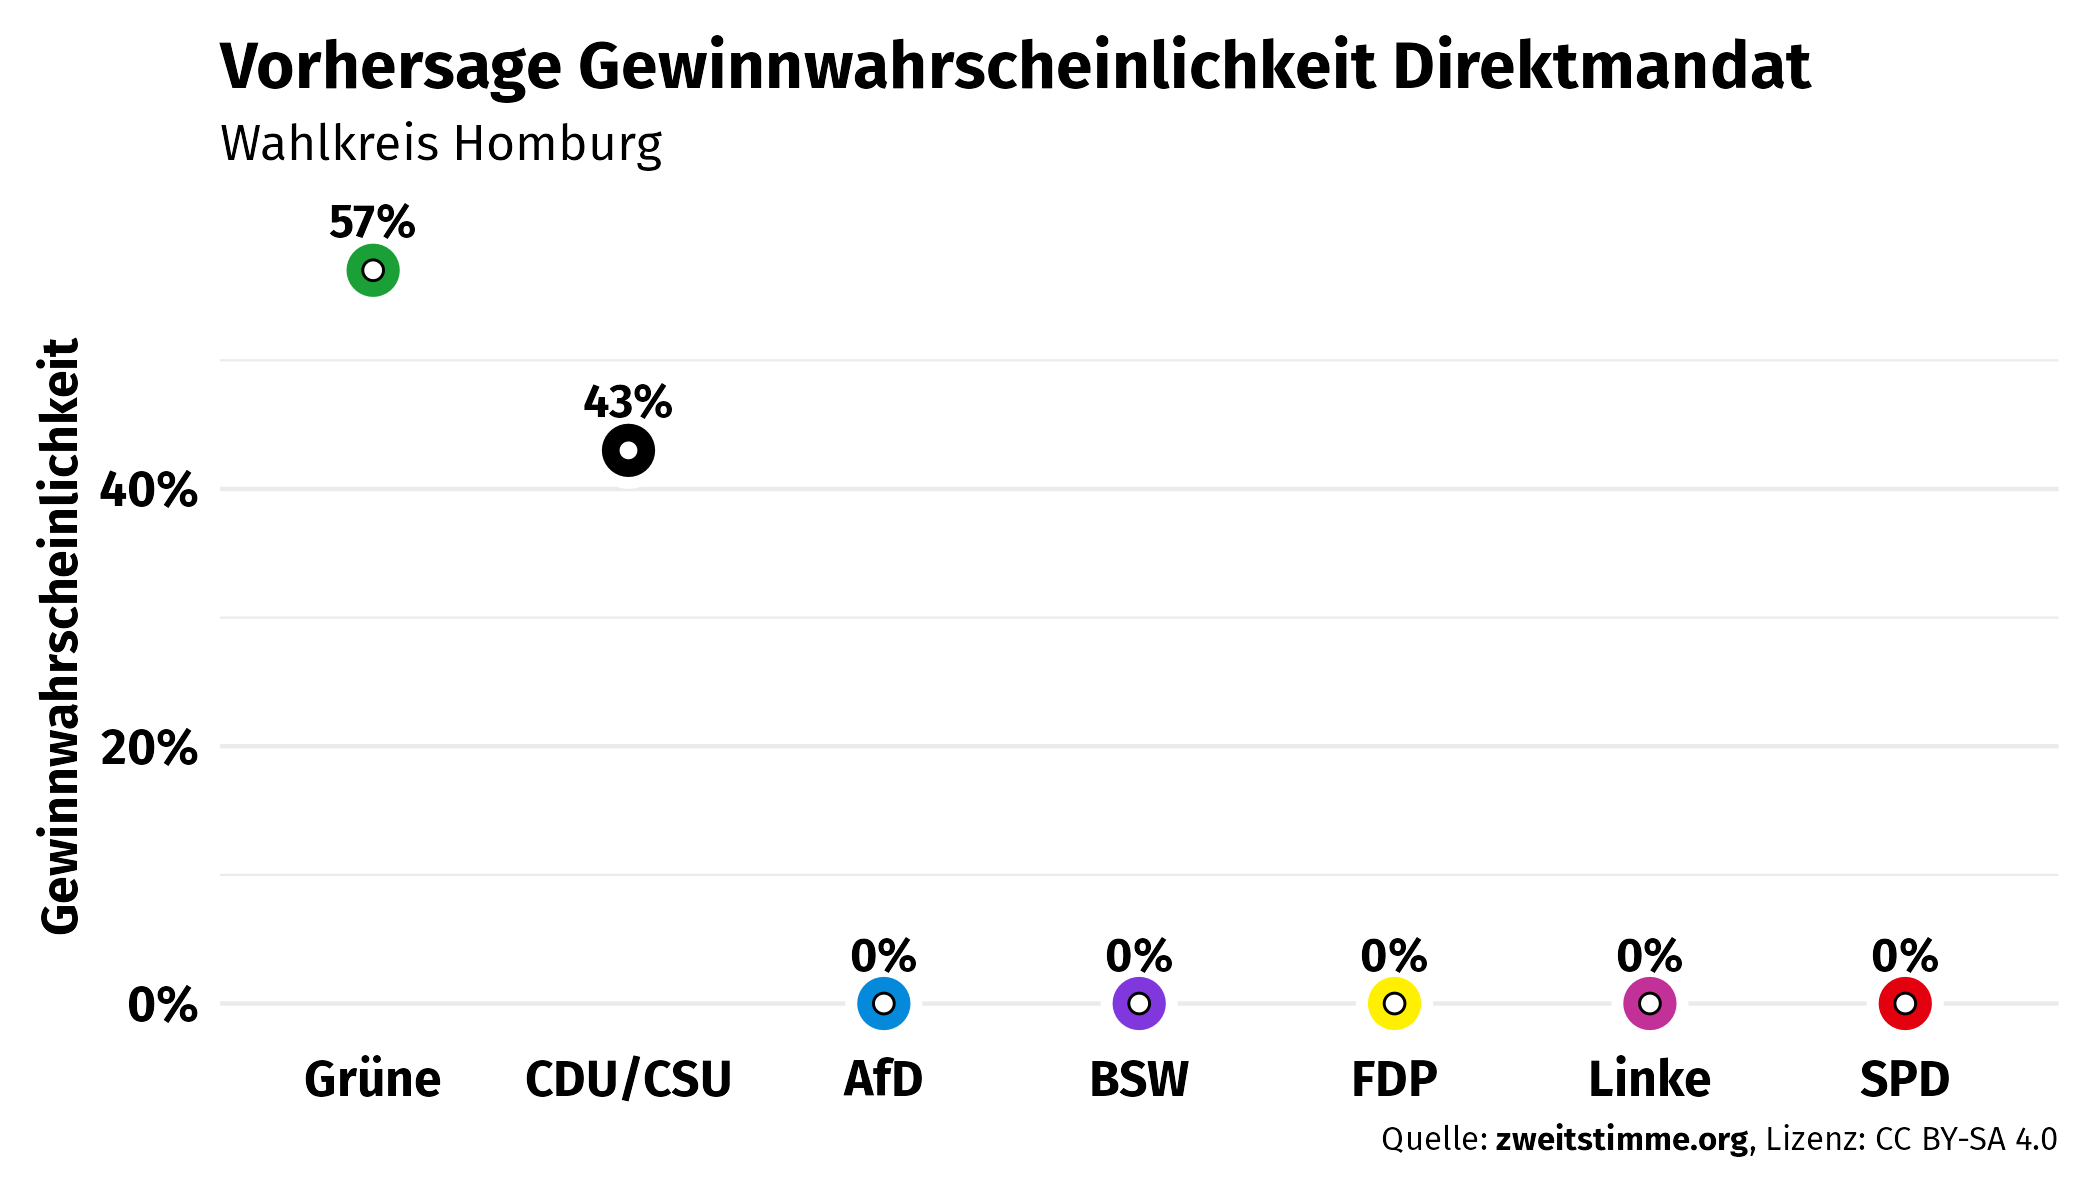 Vorhersage Gewinnwahrscheinlichkeit Direktmandat
Wahlkreis Homburg
Gewinnwahrscheinlichkeit
57%
43%
40%
20%
0%
0%
0%
0%
0%
0%
Grüne
CDU/CSU
AfD
BSW
FDP
Linke
SPD
Quelle: zweitstimme.org, Lizenz: CC BY-SA 4.0